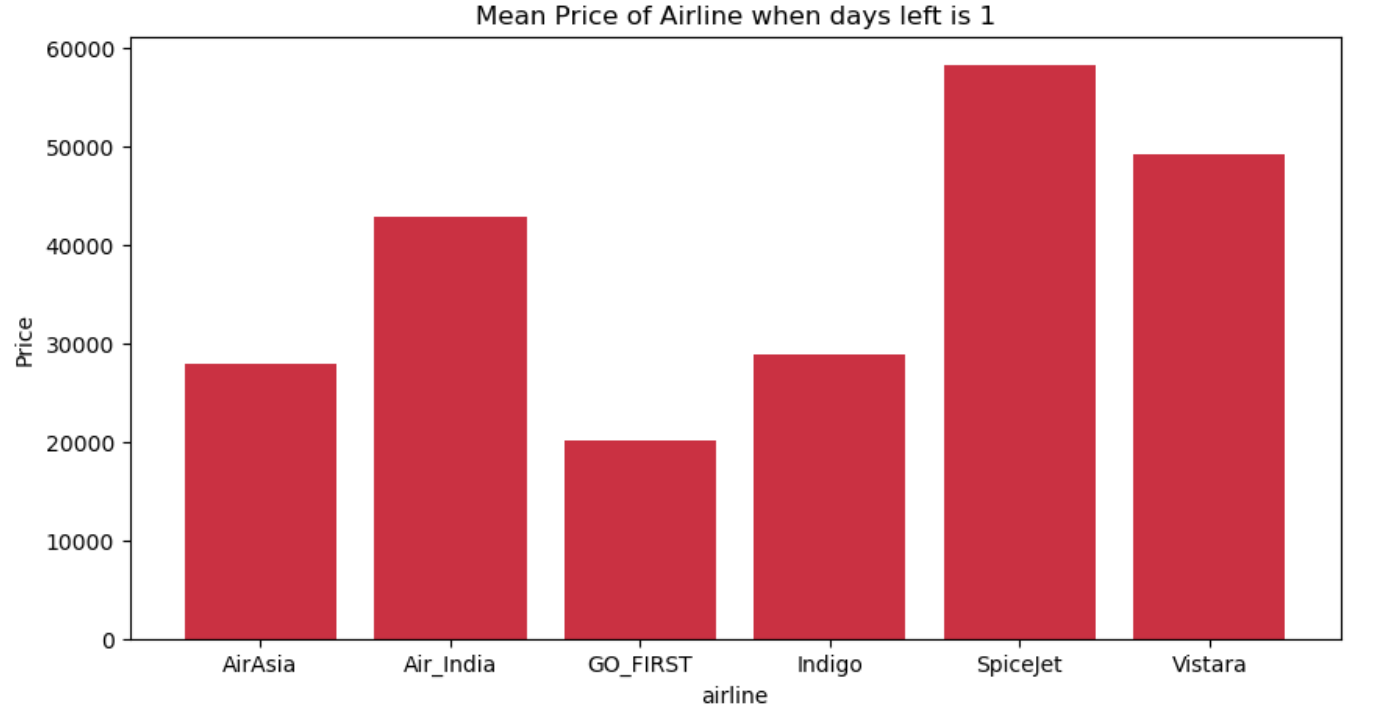 Mean Price of Airline when days left is 1
60000
50000
40000
30000
20000
10000
0
Price
AirAsia Air_India GO_FIRST Indigo SpiceJet Vistara
airline